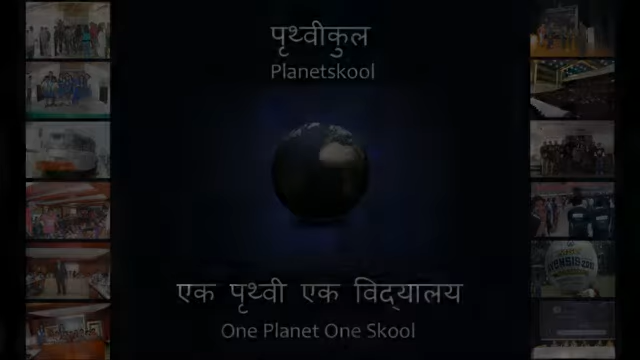 पृथ्वीकुल
Planetskool
एक पृथ्वी एक विद्यालय
One Planet One Skool